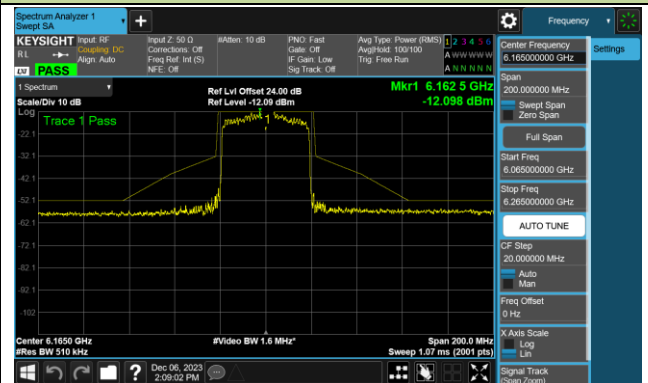 Spectrum Analyzer 1
Swept SA
Frequency
KEYSIGHT
Input: RF
Coupling: DC
Align: Auto
Input Z: 50 Ω
Corrections: Off
Freq Ref: Int (S)
NFE: Off
#Atten: 10 dB
PNO: Fast
Gate: Off
IF Gain: Low
Sig Track: Off
Avg Type: Power (RMS)
Avg|Hold: 100/100
Trig: Free Run
1 2 3 4 5 6
A W W W W W
A N N N N N
R L
LXI
PASS
1 Spectrum
Scale/Div 10 dB
Ref Lvl Offset 24.00 dB
Ref Level -12.09 dBm
Mkr1 6.162 5 GHz
-12.098 dBm
Log
Trace 1 Pass
1
-22.1
-32.1
-42.1
-52.1
-62.1
-72.1
-82.1
-92.1
-102
Center 6.1650 GHz
#Res BW 510 kHz
#Video BW 1.6 MHz*
Span 200.0 MHz
Sweep 1.07 ms (2001 pts)
Dec 06, 2023
2:09:02 PM
Center Frequency
6.165000000 GHz
Settings
Span
200.000000 MHz
Swept Span
Zero Span
Full Span
Start Freq
6.065000000 GHz
Stop Freq
6.265000000 GHz
AUTO TUNE
CF Step
20.000000 MHz
Auto
Man
Freq Offset
0 Hz
X Axis Scale
Log
Lin
Signal Track
(Span Zoom)